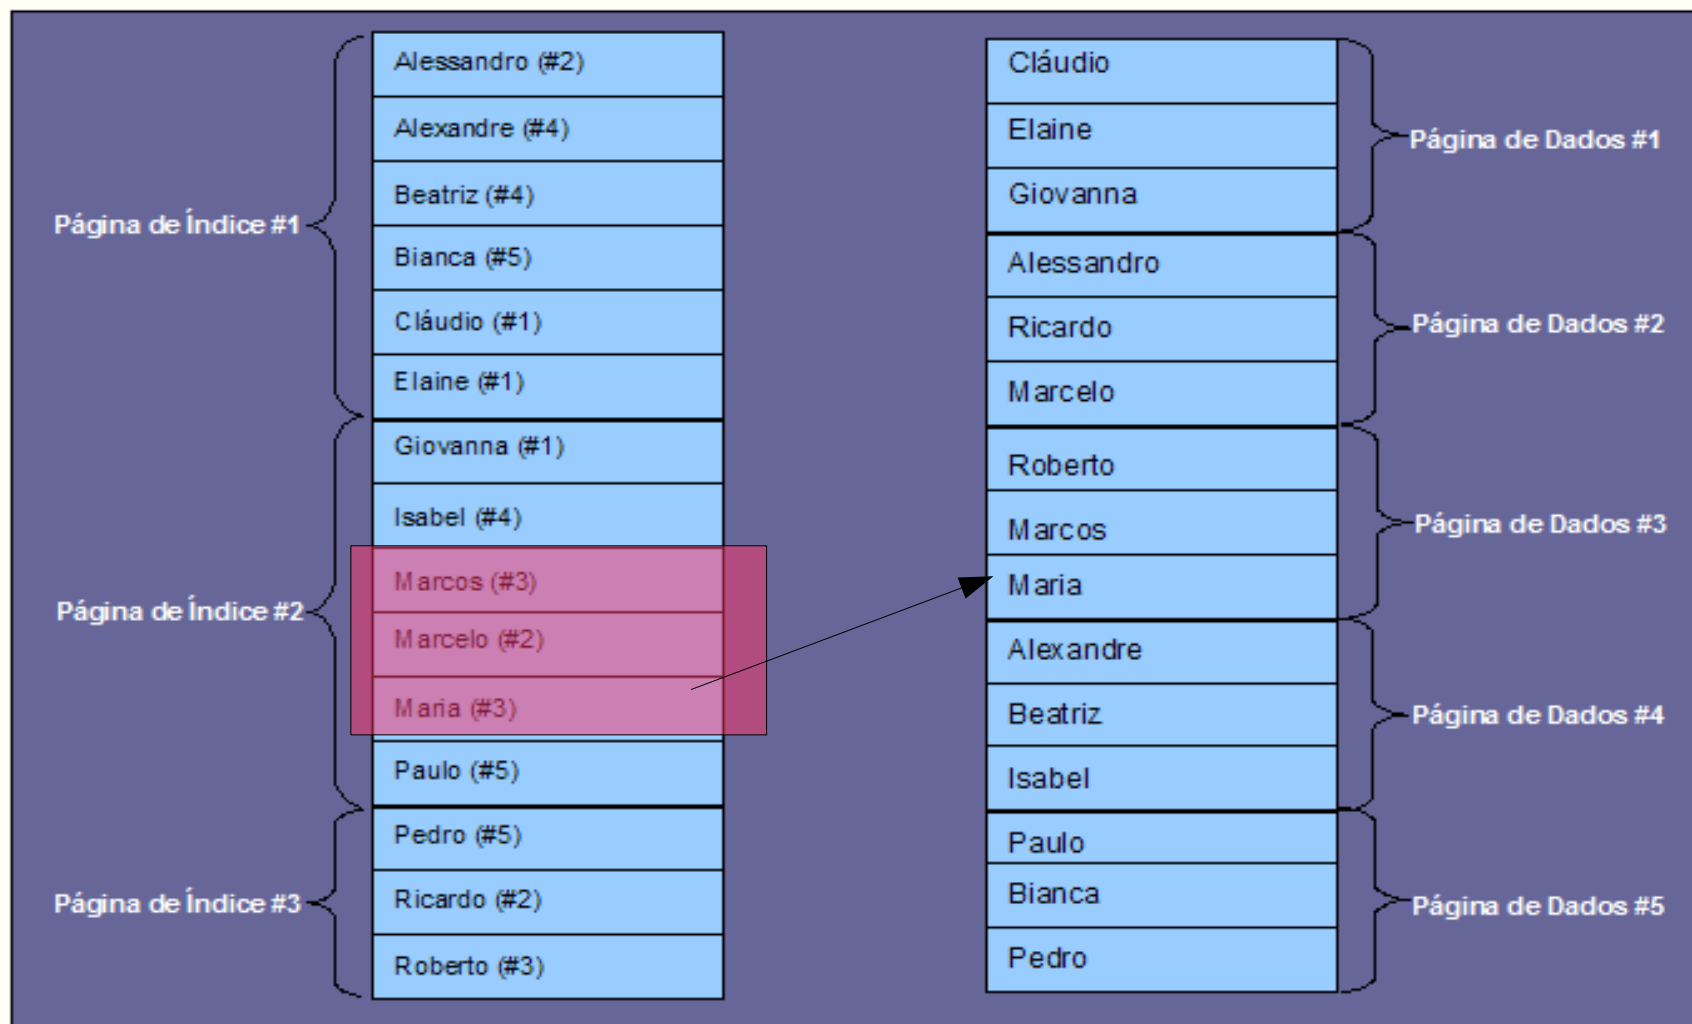 Página de Índice #1
Alessandro (#2)
Alexandre (#4)
Beatriz (#4)
Bianca (#5)
Cláudio (#1)
Elaine (#1)
Página de Índice #2
Giovanna (#1)
Isabel (#4)
Marcos (#3)
Marcelo (#2)
Maria (#3)
Paulo (#5)
Página de Índice #3
Pedro (#5)
Ricardo (#2)
Roberto (#3)
Cláudio
Elaine
Giovanna
Página de Dados #1
Alessandro
Ricardo
Marcelo
Página de Dados #2
Roberto
Marcos
Maria
Página de Dados #3
Alexandre
Beatriz
Isabel
Página de Dados #4
Paulo
Bianca
Pedro
Página de Dados #5